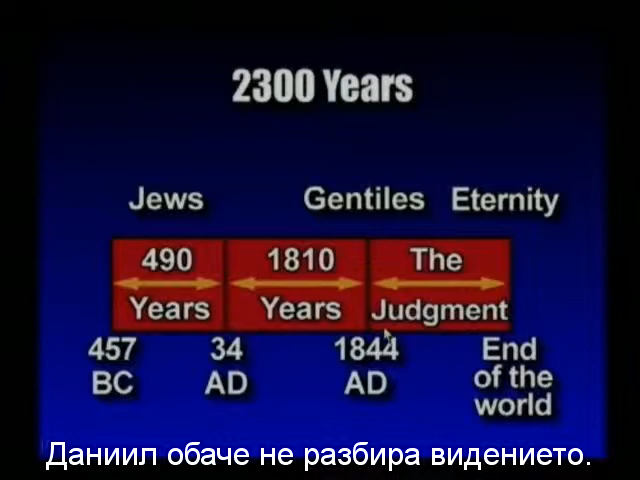 2300 Years
Jews Gentiles Eternity
490 1810 The
Years Years Judgment
457 34 1844 End
BC AD AD of the
world
Даниил обаче не разбира видението.